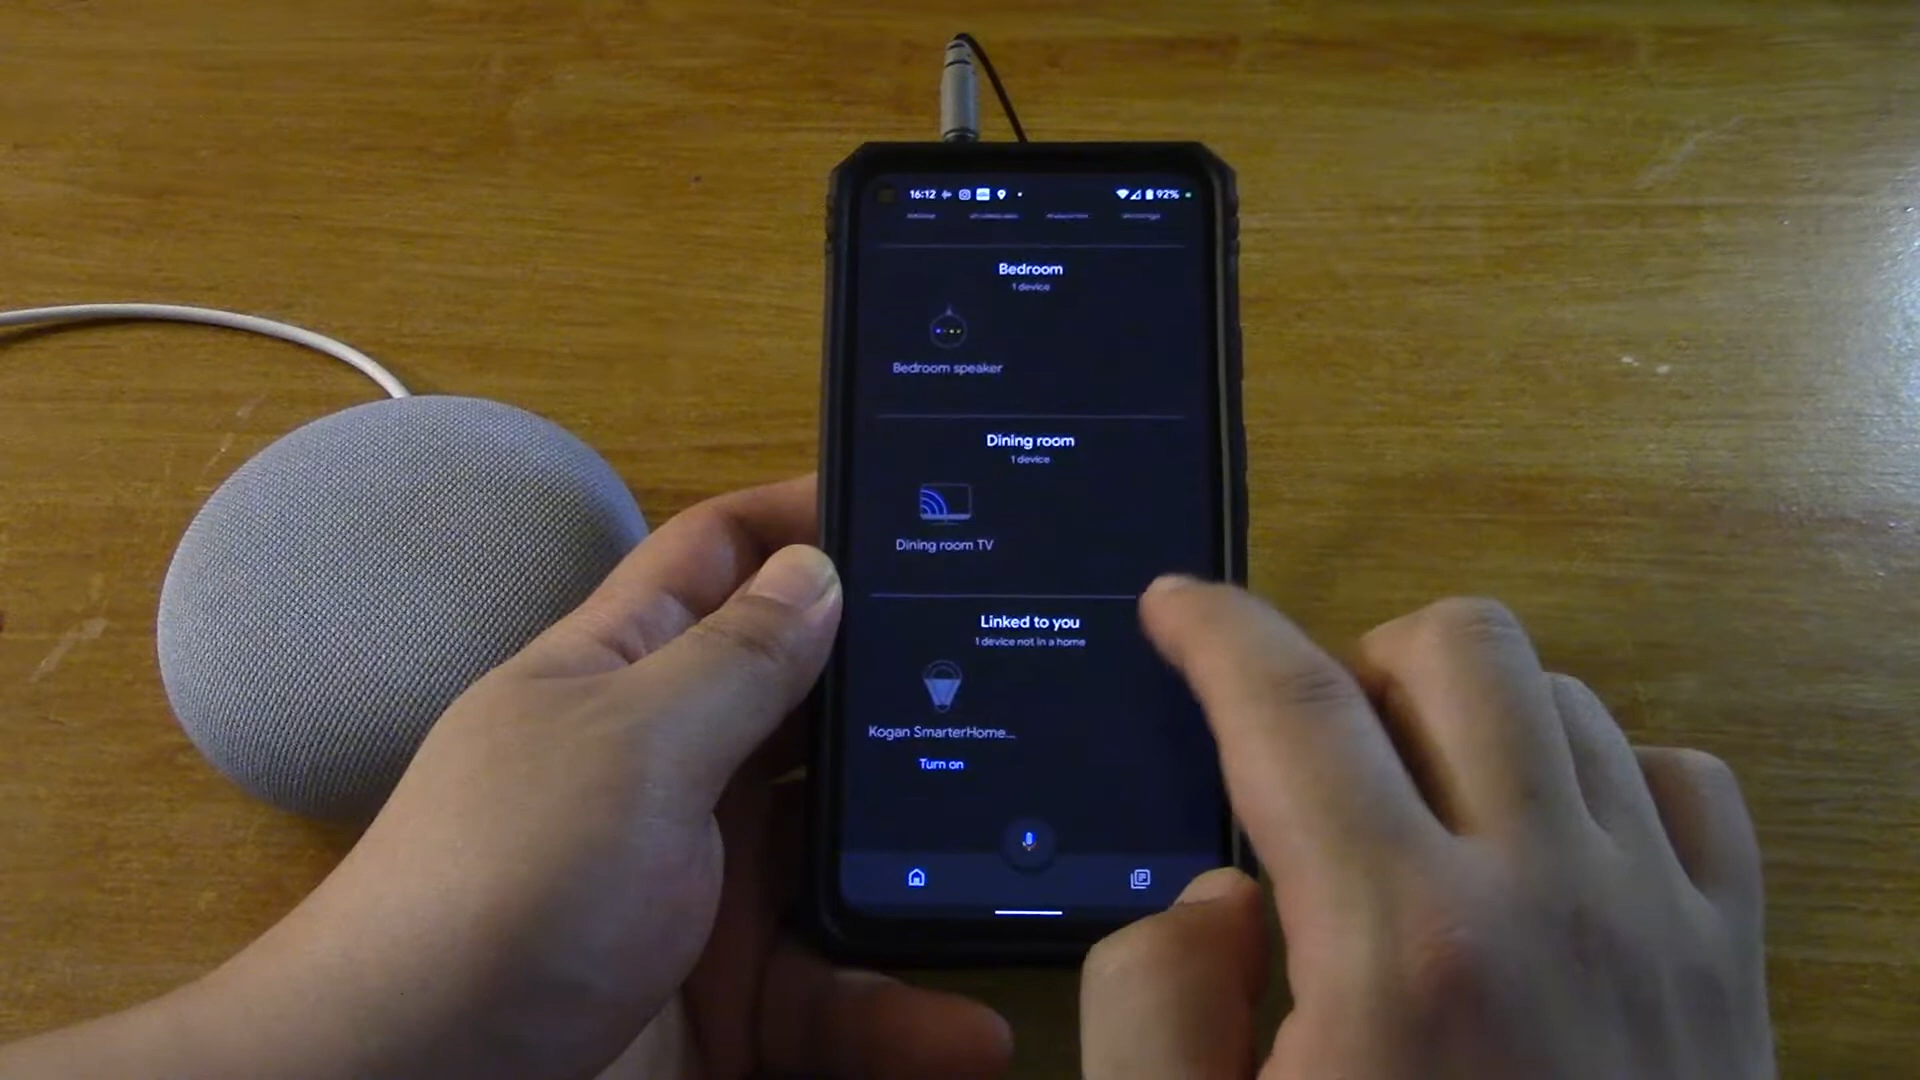 16:12
92%
Bedroom
1 device
Bedroom speaker
Dining room
1 device
Dining room TV
Linked to you
1 device not in a home
Kogan SmarterHome...
Turn on